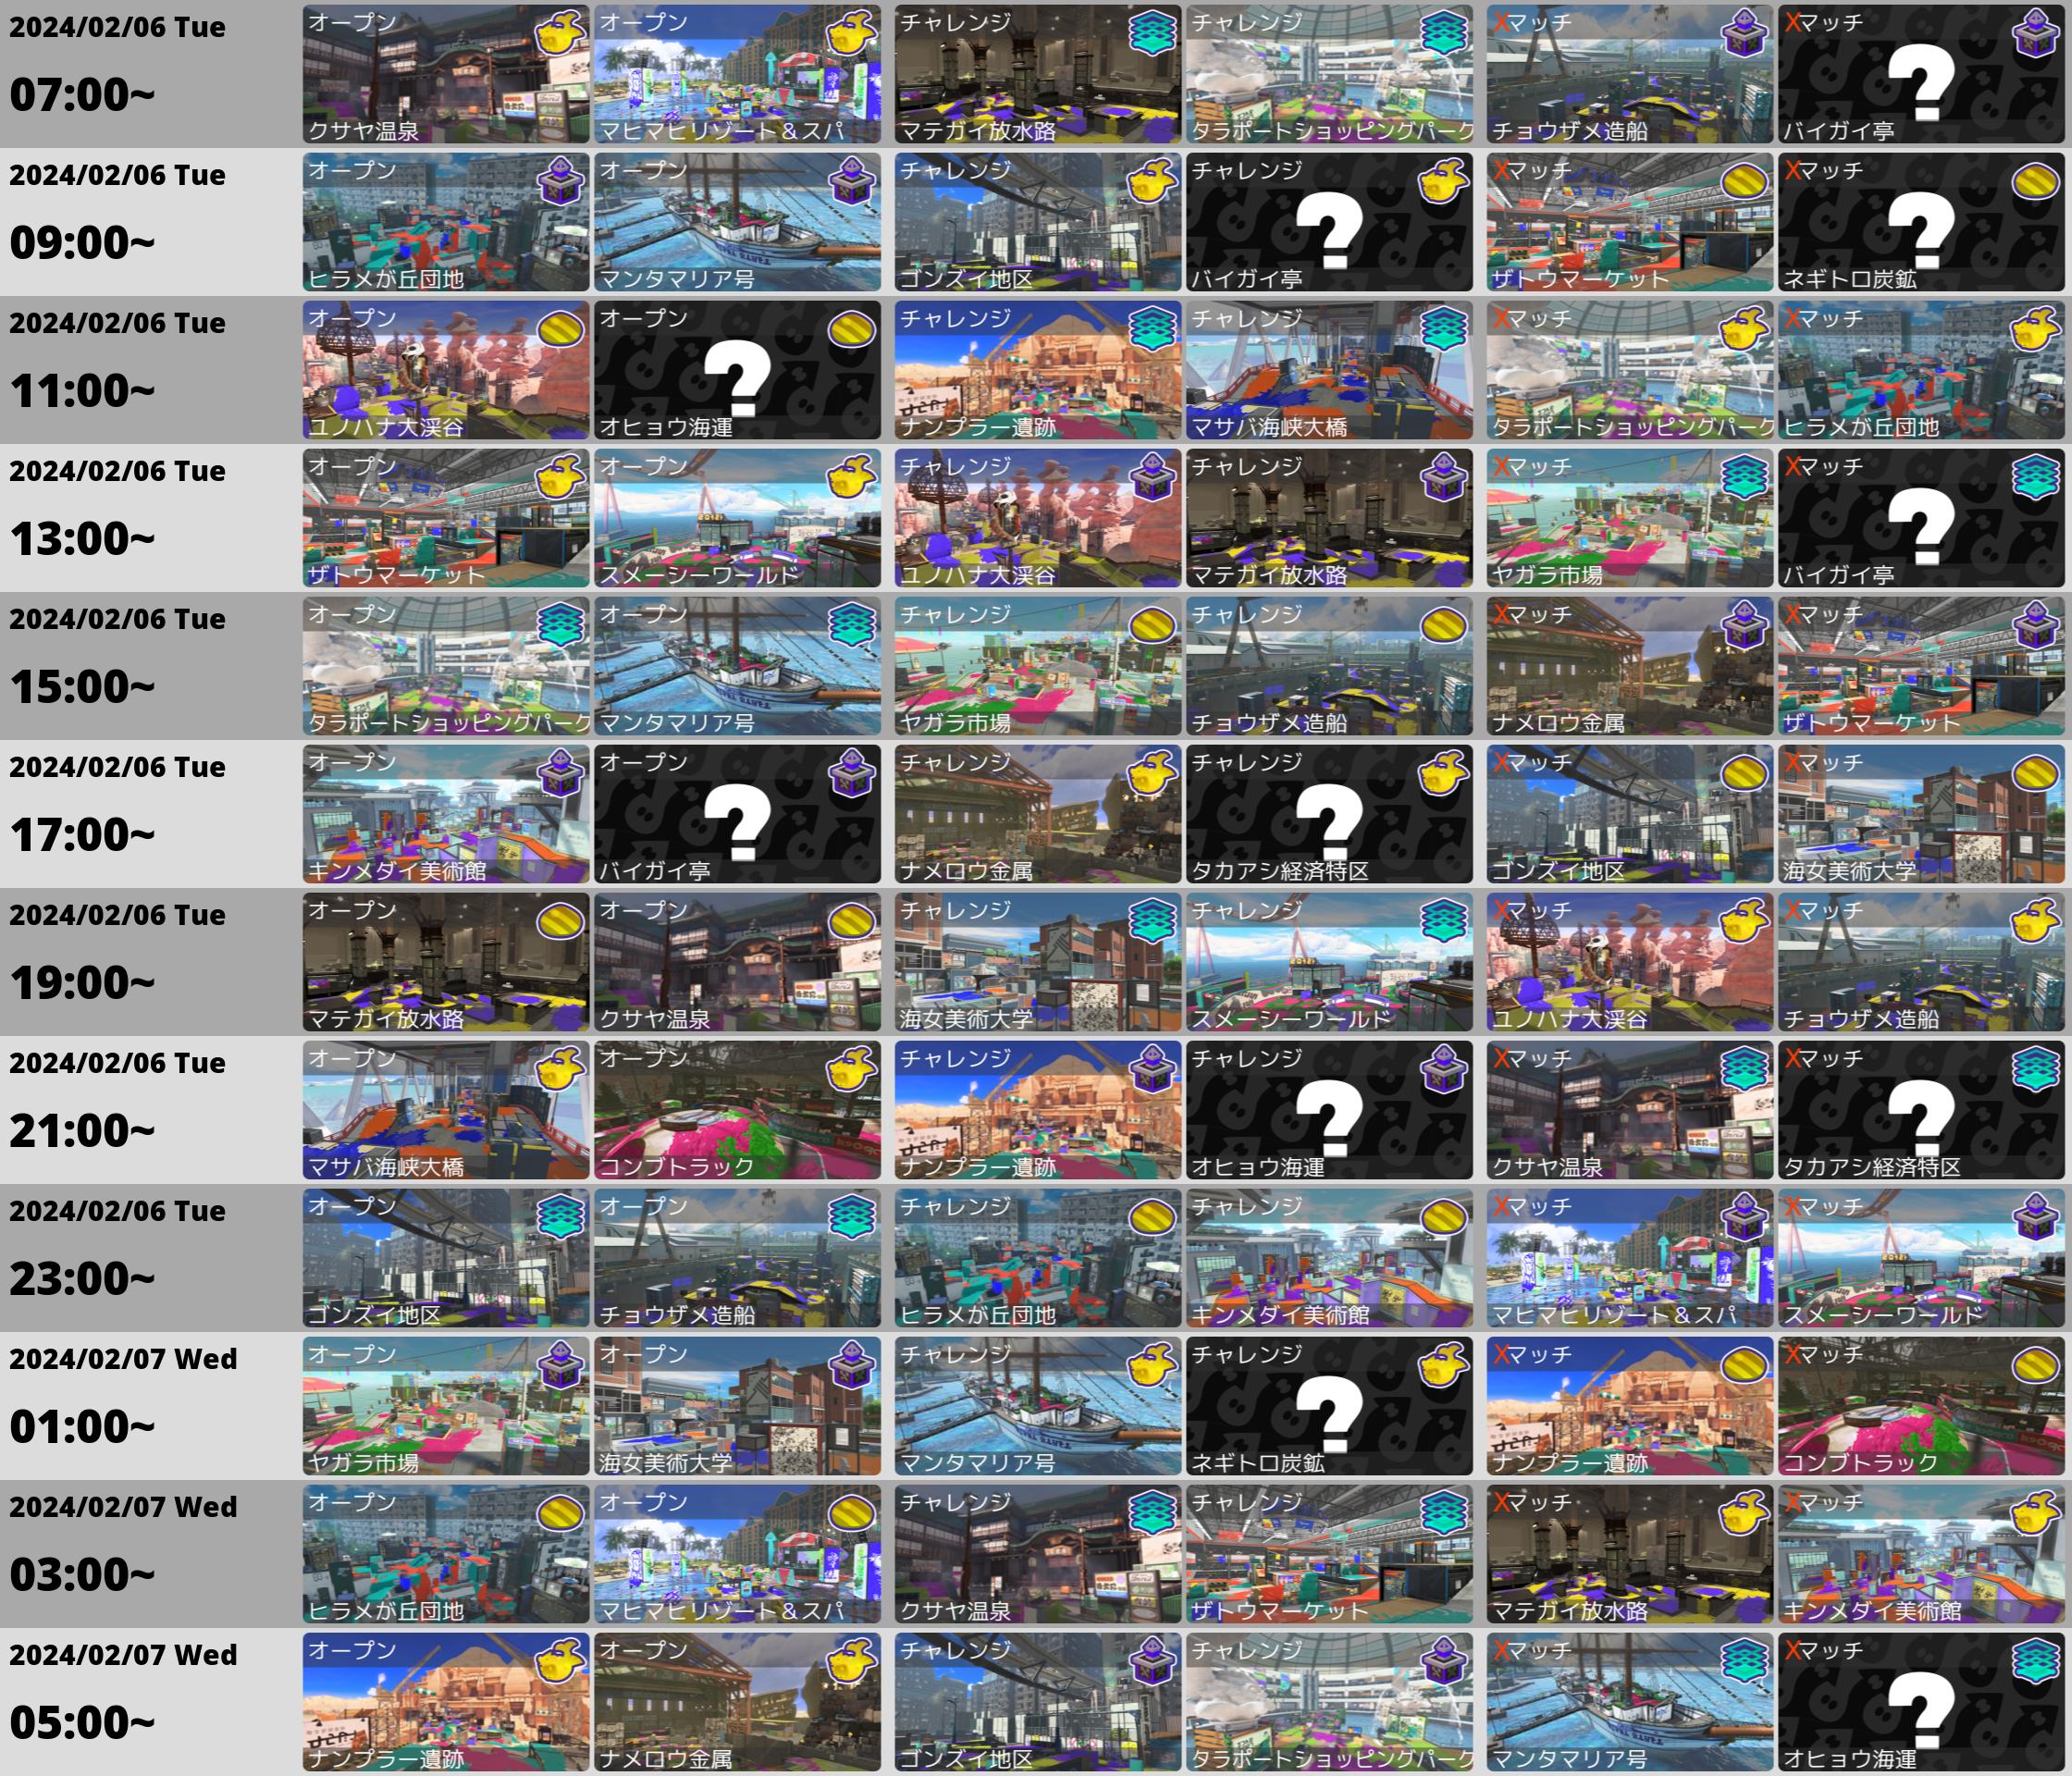 2024/02/06 Tue
07:00~
オープン
クサヤ温泉
オープン
マヒマヒリゾート＆スパ
チャレンジ
マテガイ放水路
チャレンジ
タラポートショッピングパーク
Xマッチ
チョウザメ造船
Xマッチ
バイガイ亭
2024/02/06 Tue
09:00~
オープン
ヒラメが丘団地
オープン
マンタマリア号
チャレンジ
ゴンズイ地区
チャレンジ
バイガイ亭
Xマッチ
ザトウマーケット
Xマッチ
ネギトロ炭鉱
2024/02/06 Tue
11:00~
オープン
ユノハナ大渓谷
オープン
オヒョウ海運
チャレンジ
ナンプラー遺跡
チャレンジ
マサバ海峡大橋
Xマッチ
タラポートショッピングパーク
Xマッチ
ヒラメが丘団地
2024/02/06 Tue
13:00~
オープン
ザトウマーケット
オープン
スメーシーワールド
チャレンジ
ユノハナ大渓谷
チャレンジ
マテガイ放水路
Xマッチ
ヤガラ市場
Xマッチ
バイガイ亭
2024/02/06 Tue
15:00~
オープン
タラポートショッピングパーク
オープン
マンタマリア号
チャレンジ
ヤガラ市場
チャレンジ
チョウザメ造船
Xマッチ
ナメロウ金属
Xマッチ
ザトウマーケット
2024/02/06 Tue
17:00~
オープン
キンメダイ美術館
オープン
バイガイ亭
チャレンジ
ナメロウ金属
チャレンジ
タカアシ経済特区
Xマッチ
ゴンズイ地区
Xマッチ
海女美術大学
2024/02/06 Tue
19:00~
オープン
マテガイ放水路
オープン
クサヤ温泉
チャレンジ
海女美術大学
チャレンジ
スメーシーワールド
Xマッチ
ユノハナ大渓谷
Xマッチ
チョウザメ造船
2024/02/06 Tue
21:00~
オープン
マサバ海峡大橋
オープン
コンブトラック
チャレンジ
ナンプラー遺跡
チャレンジ
オヒョウ海運
Xマッチ
クサヤ温泉
Xマッチ
タカアシ経済特区
2024/02/06 Tue
23:00~
オープン
ゴンズイ地区
オープン
チョウザメ造船
チャレンジ
ヒラメが丘団地
チャレンジ
キンメダイ美術館
Xマッチ
マヒマヒリゾート＆スパ
Xマッチ
スメーシーワールド
2024/02/07 Wed
01:00~
オープン
ヤガラ市場
オープン
海女美術大学
チャレンジ
マンタマリア号
チャレンジ
ネギトロ炭鉱
Xマッチ
ナンプラー遺跡
Xマッチ
コンブトラック
2024/02/07 Wed
03:00~
オープン
ヒラメが丘団地
オープン
マヒマヒリゾート＆スパ
チャレンジ
クサヤ温泉
チャレンジ
ザトウマーケット
Xマッチ
マテガイ放水路
Xマッチ
キンメダイ美術館
2024/02/07 Wed
05:00~
オープン
ナンプラー遺跡
オープン
ナメロウ金属
チャレンジ
ゴンズイ地区
チャレンジ
タラポートショッピングパーク
Xマッチ
マンタマリア号
Xマッチ
オヒョウ海運